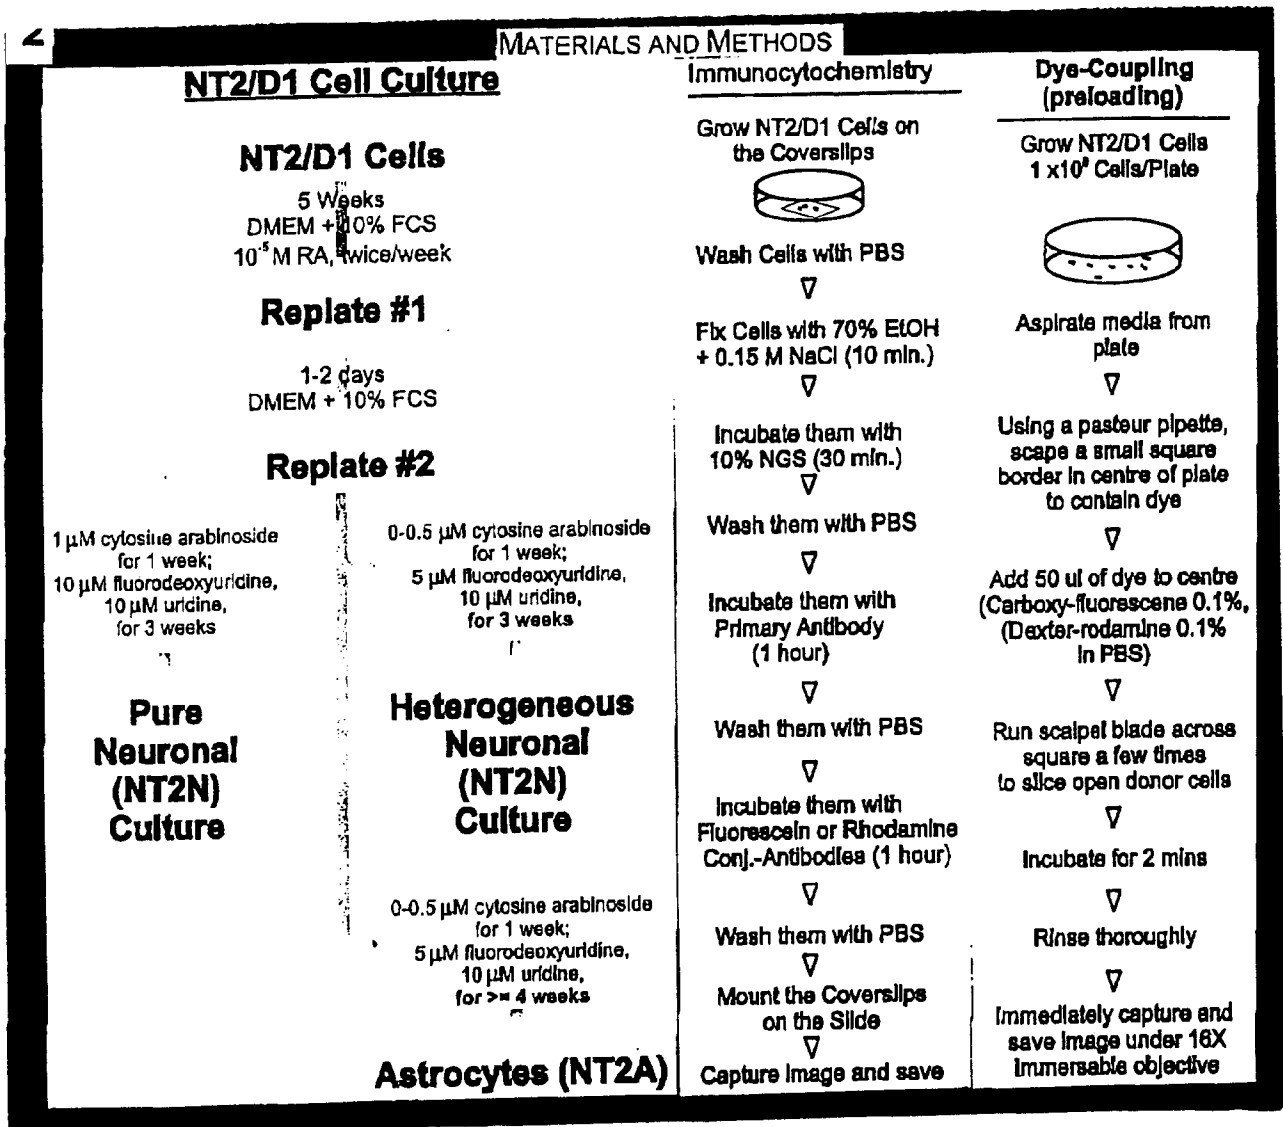 2
MATERIALS AND METHODS
NT2/D1 Cell Culture
NT2/D1 Cells
5 Weeks
DMEM + 10% FCS
10⁻⁵ M RA, twice/week
Replate #1
1-2 days
DMEM + 10% FCS
Replate #2
1 µM cytosine arabinoside
for 1 week;
10 µM fluorodeoxyuridine,
10 µM uridine,
for 3 weeks
Pure
Neuronal
(NT2N)
Culture
0-0.5 µM cytosine arabinoside
for 1 week;
5 µM fluorodeoxyuridine,
10 µM uridine,
for 3 weeks
Heterogeneous
Neuronal
(NT2N)
Culture
0-0.5 µM cytosine arabinoside
for 1 week;
5 µM fluorodeoxyuridine,
10 µM uridine,
for >= 4 weeks
Astrocytes (NT2A)
Immunocytochemistry
Grow NT2/D1 Cells on
the Coverslips
Wash Cells with PBS
Fix Cells with 70% EtOH
+ 0.15 M NaCl (10 min.)
Incubate them with
10% NGS (30 min.)
Wash them with PBS
Incubate them with
Primary Antibody
(1 hour)
Wash them with PBS
Incubate them with
Fluorescein or Rhodamine
Conj.-Antibodies (1 hour)
Wash them with PBS
Mount the Coverslips
on the Slide
Capture Image and save
Dye-Coupling
(preloading)
Grow NT2/D1 Cells
Cells/Plate
Aspirate media from
plate
Using a pasteur pipette,
scape a small square
border in centre of plate
to contain dye
Add 50 ul of dye to centre
(Carboxy-fluorescene 0.1%,
(Dexter-rodamine 0.1%
in PBS)
Run scalpel blade across
square a few times
to slice open donor cells
Incubate for 2 mins
Rinse thoroughly
Immediately capture and
save image under 16X
Immersable objective